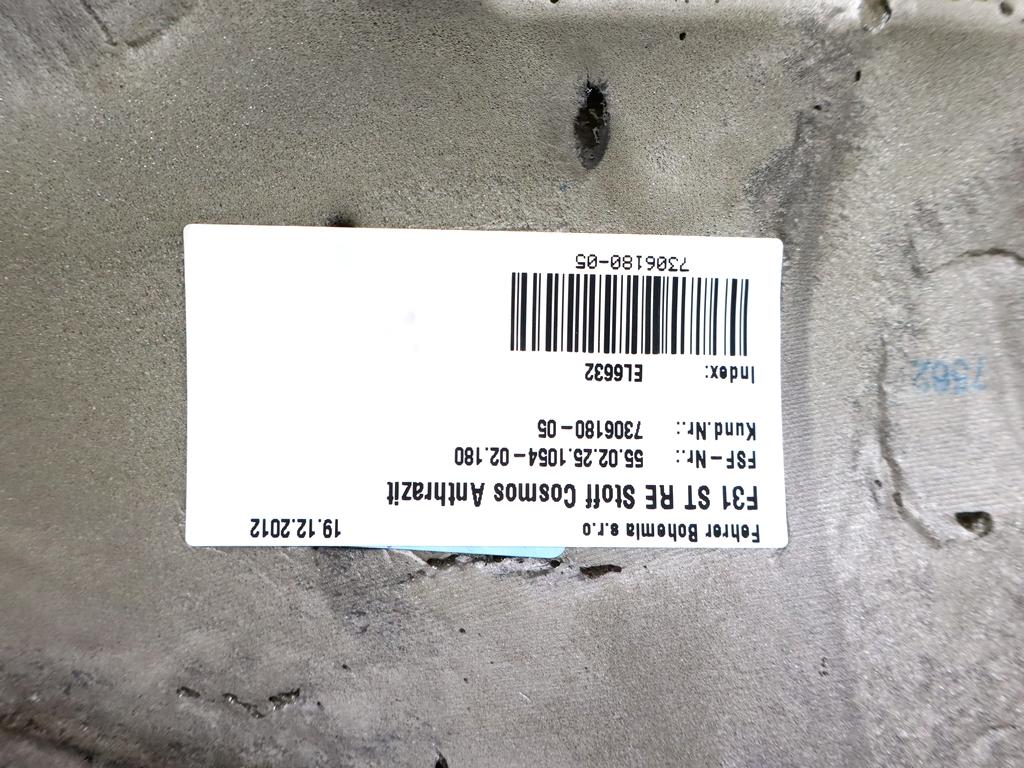 Fehrer Bohemia s.r.o 19.12.2012
F31 ST RE Stoff Cosmos Anthrazit
FSF-Nr.: 55.02.25.1054-02.180
Kund.Nr.: 7306180-05
Index: EL6632
7306180-05